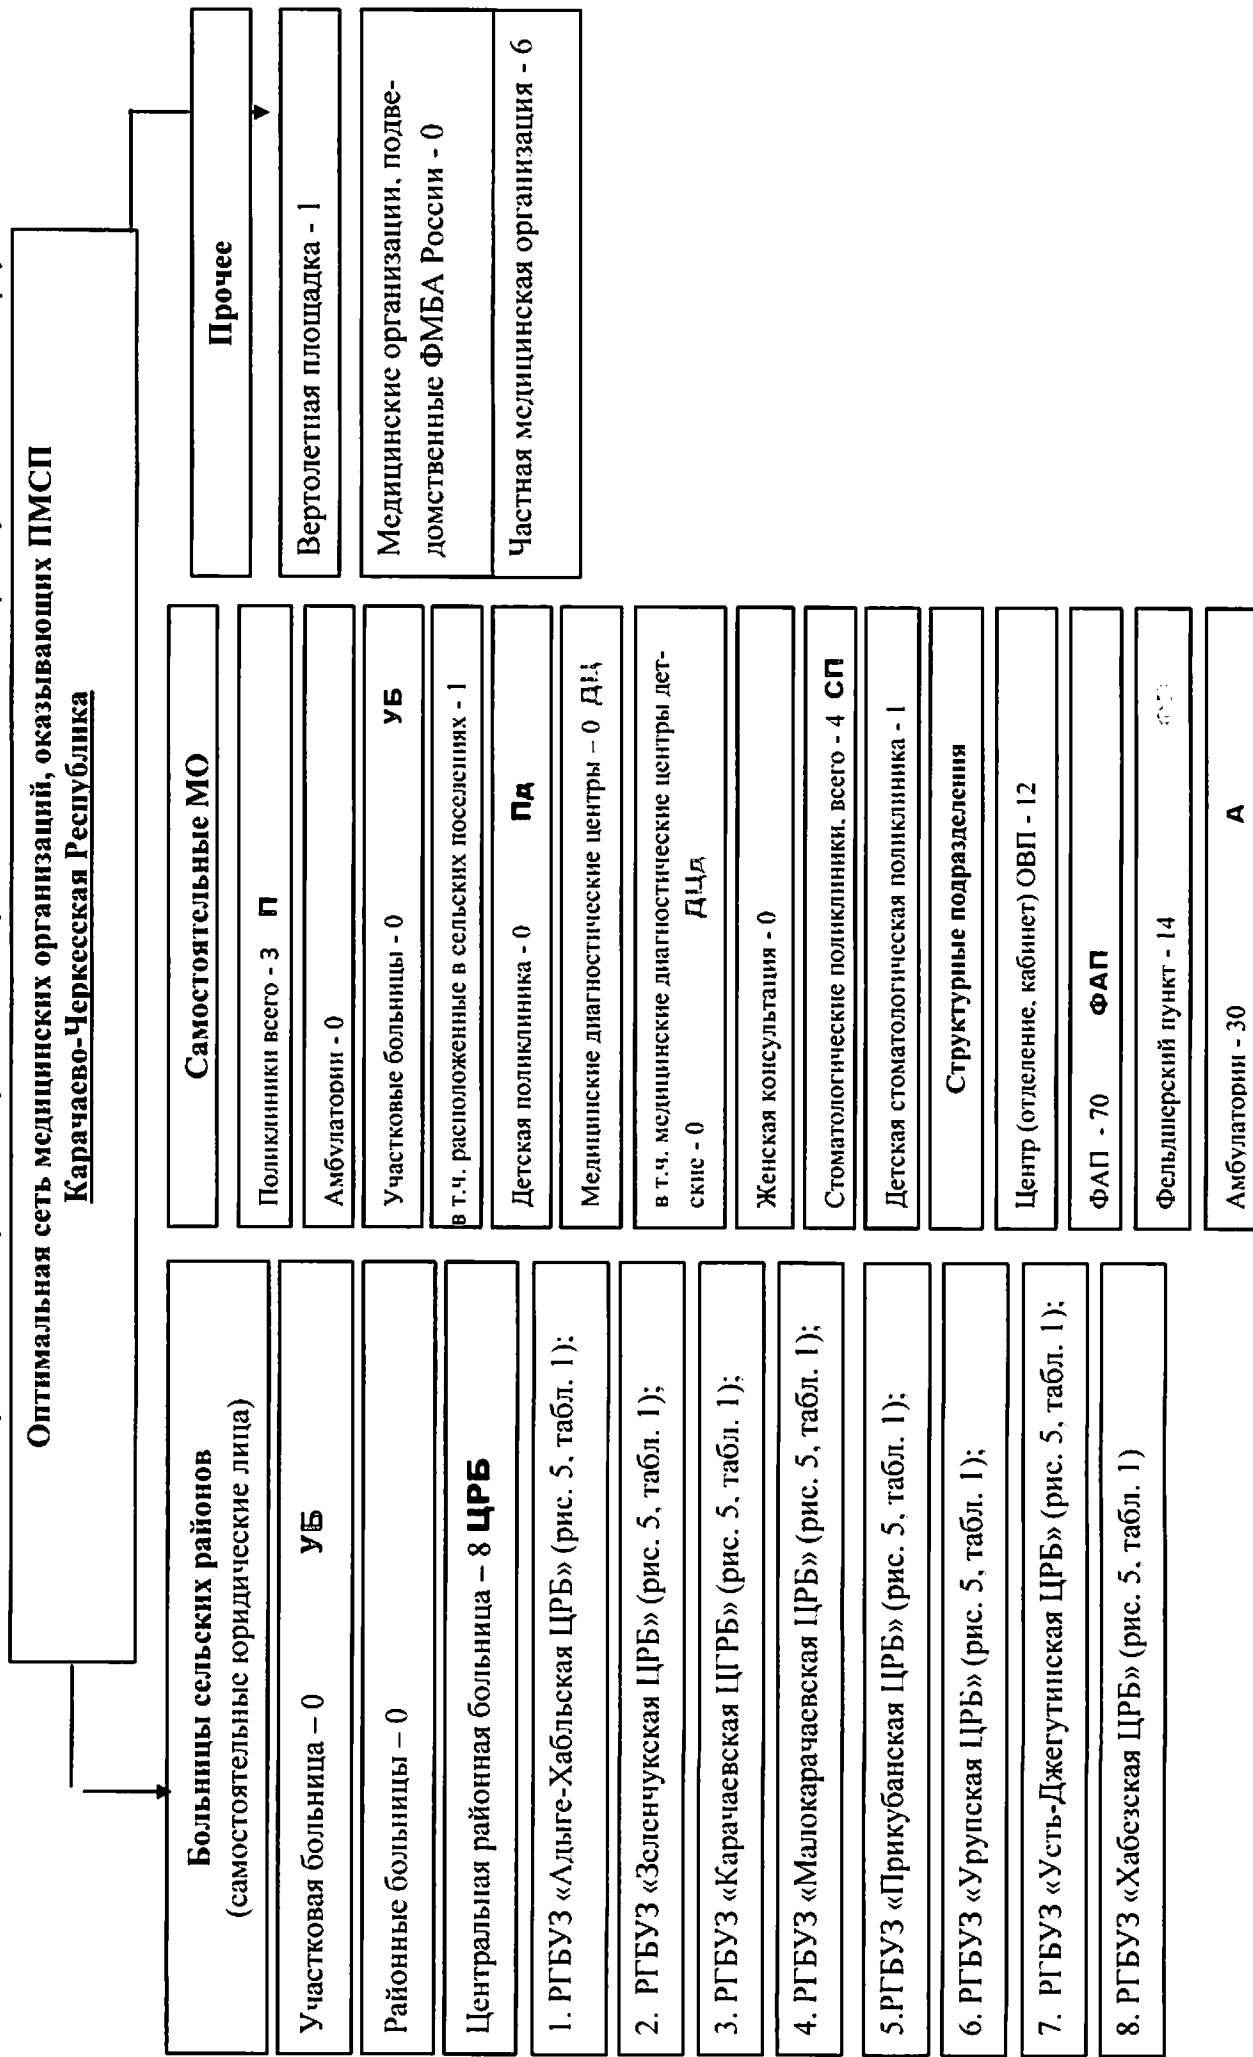 Оптимальная сеть медицинских организаций, оказывающих ПМСП
Карачаево-Черкесская Республика
Больницы сельских районов
(самостоятельные юридические лица)
Участковая больница – 0 УБ
Районные больницы – 0
Центральная районная больница – 8 ЦРБ
1. РГБУЗ «Адыге-Хабльская ЦРБ» (рис. 5, табл. 1);
2. РГБУЗ «Зеленчукская ЦРБ» (рис. 5, табл. 1);
3. РГБУЗ «Карачаевская ЦГРБ» (рис. 5, табл. 1);
4. РГБУЗ «Малокарачаевская ЦРБ» (рис. 5, табл. 1);
5.РГБУЗ «Прикубанская ЦРБ» (рис. 5, табл. 1);
6. РГБУЗ «Урупская ЦРБ» (рис. 5, табл. 1);
7. РГБУЗ «Усть-Джегутинская ЦРБ» (рис. 5, табл. 1);
8. РГБУЗ «Хабезская ЦРБ» (рис. 5, табл. 1)
Самостоятельные МО
Поликлиники всего - 3 П
Амбулатории - 0
Участковые больницы - 0 УБ
в т.ч. расположенные в сельских поселениях - 1
Детская поликлиника - 0 Пд
Медицинские диагностические центры – 0 ДЦ
в т.ч. медицинские диагностические центры дет-
ские - 0 ДЦд
Женская консультация - 0
Стоматологические поликлиники, всего - 4 СП
Детская стоматологическая поликлиника - 1
Структурные подразделения
Центр (отделение, кабинет) ОВП - 12
ФАП - 70 ФАП
Фельдшерский пункт - 14
Амбулатории - 30 А
Прочее
Вертолетная площадка - 1
Медицинские организации, подве-
домственные ФМБА России - 0
Частная медицинская организация - 6